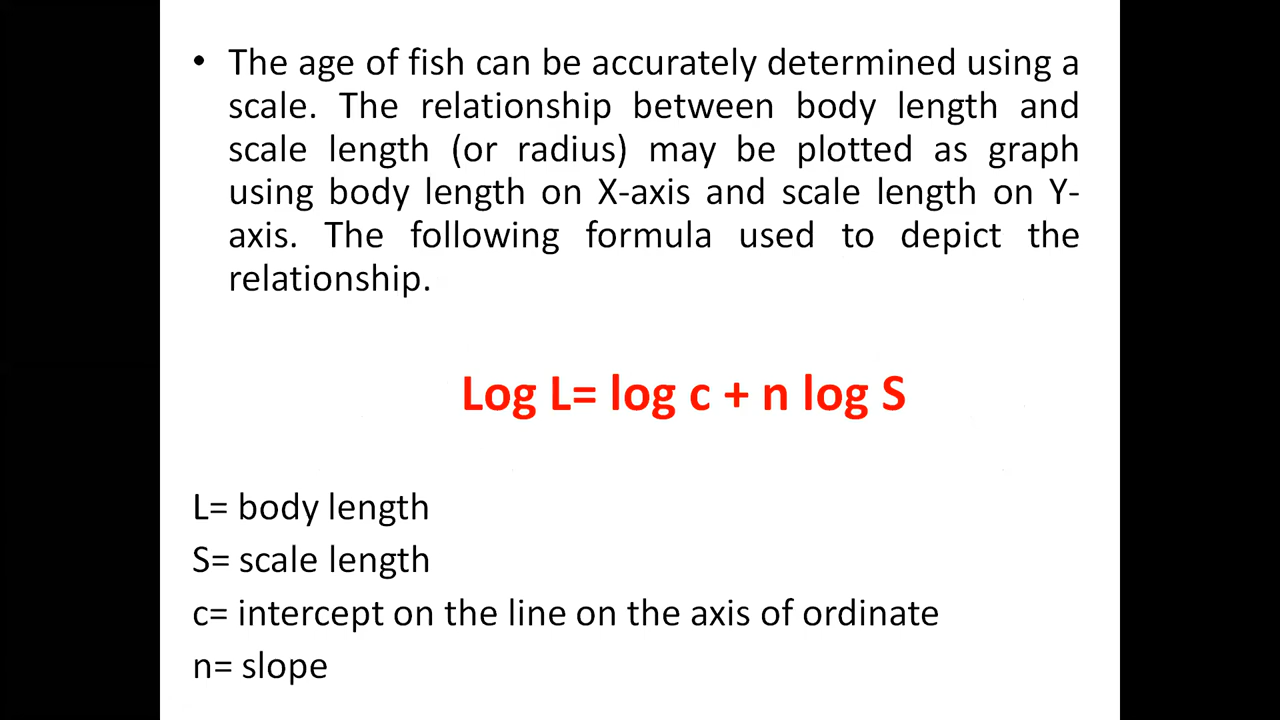 • The age of fish can be accurately determined using a
scale. The relationship between body length and
scale length (or radius) may be plotted as graph
using body length on X-axis and scale length on Y-
axis. The following formula used to depict the
relationship.
Log L= log c + n log S
L= body length
S= scale length
c= intercept on the line on the axis of ordinate
n= slope